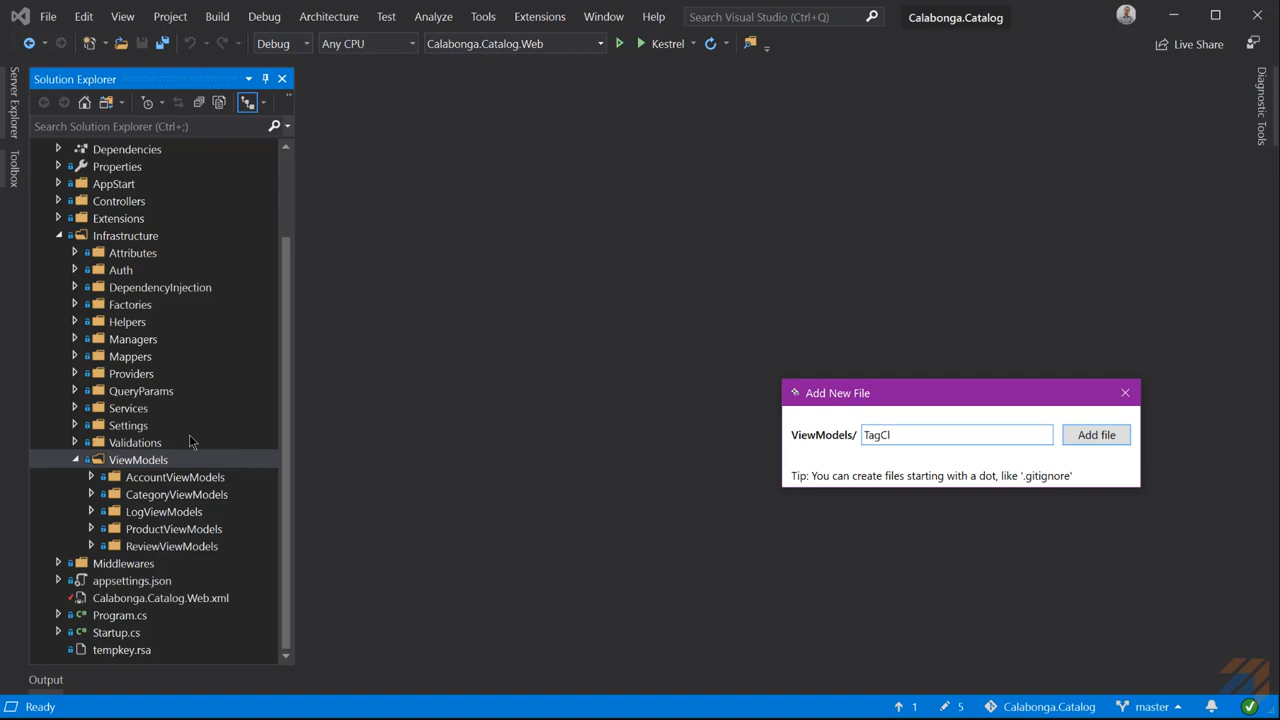 File Edit View Project Build Debug Architecture Test Analyze Tools Extensions Window Help Search Visual Studio (Ctrl+Q) Calabonga.Catalog
Debug Any CPU Calabonga.Catalog.Web Kestrel Live Share
Server Explorer
Toolbox
Solution Explorer
Search Solution Explorer (Ctrl+;)
Dependencies
Properties
AppStart
Controllers
Extensions
Infrastructure
Attributes
Auth
DependencyInjection
Factories
Helpers
Managers
Mappers
Providers
QueryParams
Services
Settings
Validations
ViewModels
AccountViewModels
CategoryViewModels
LogViewModels
ProductViewModels
ReviewViewModels
Middlewares
appsettings.json
Calabonga.Catalog.Web.xml
C# Program.cs
C# Startup.cs
tempkey.rsa
Add New File
ViewModels/ TagCl Add file
Tip: You can create files starting with a dot, like '.gitignore'
Diagnostic Tools
Output
Ready 1 5 Calabonga.Catalog master